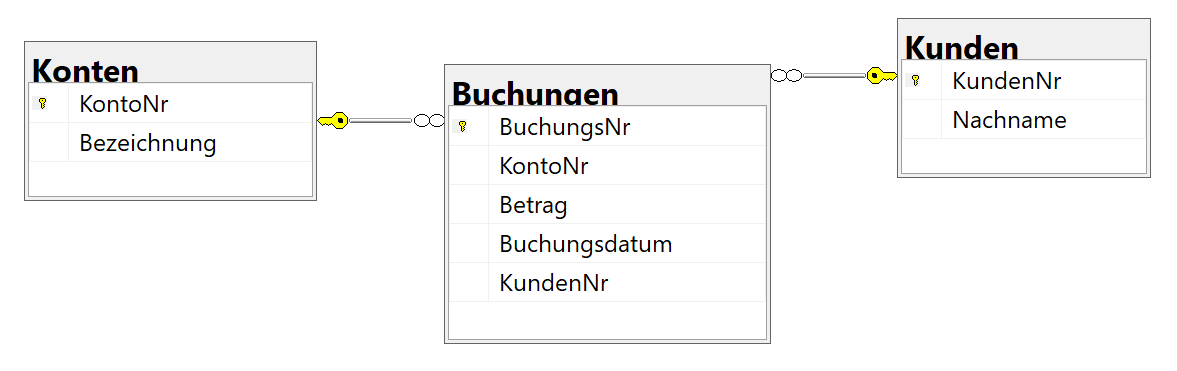 Konten
KontoNr
Bezeichnung
Buchungen
BuchungsNr
KontoNr
Betrag
Buchungsdatum
KundenNr
Kunden
KundenNr
Nachname